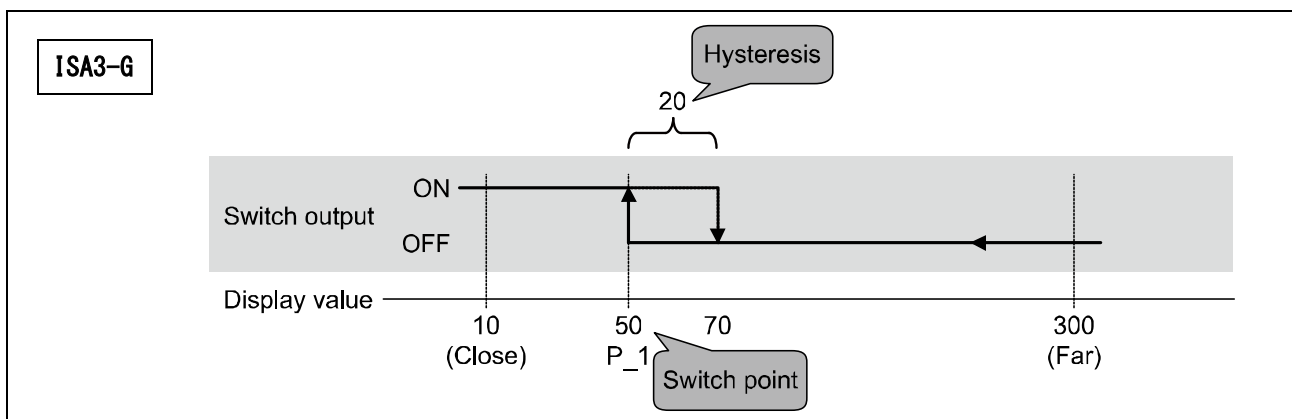 ISA3-G
Hysteresis
20
ON
Switch output
OFF
Display value
10 50 70 300
(Close) P_1 (Far)
Switch point